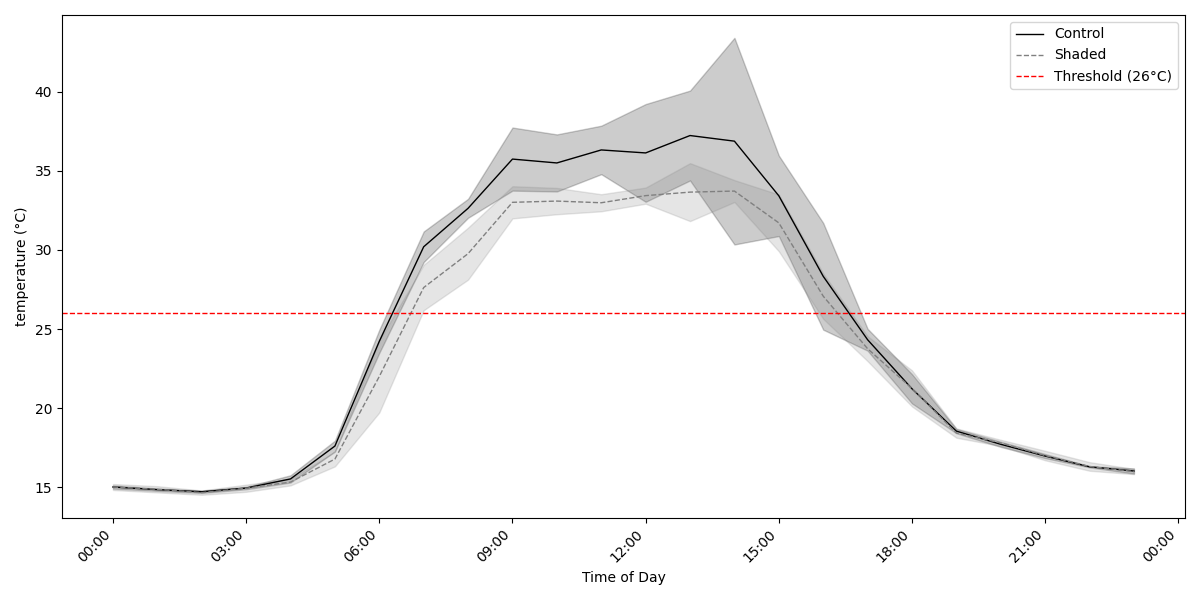 Control
Shaded
Threshold (26°C)
temperature (°C)
40
35
30
25
20
15
00:00 03:00 06:00 09:00 12:00 15:00 18:00 21:00 00:00
Time of Day